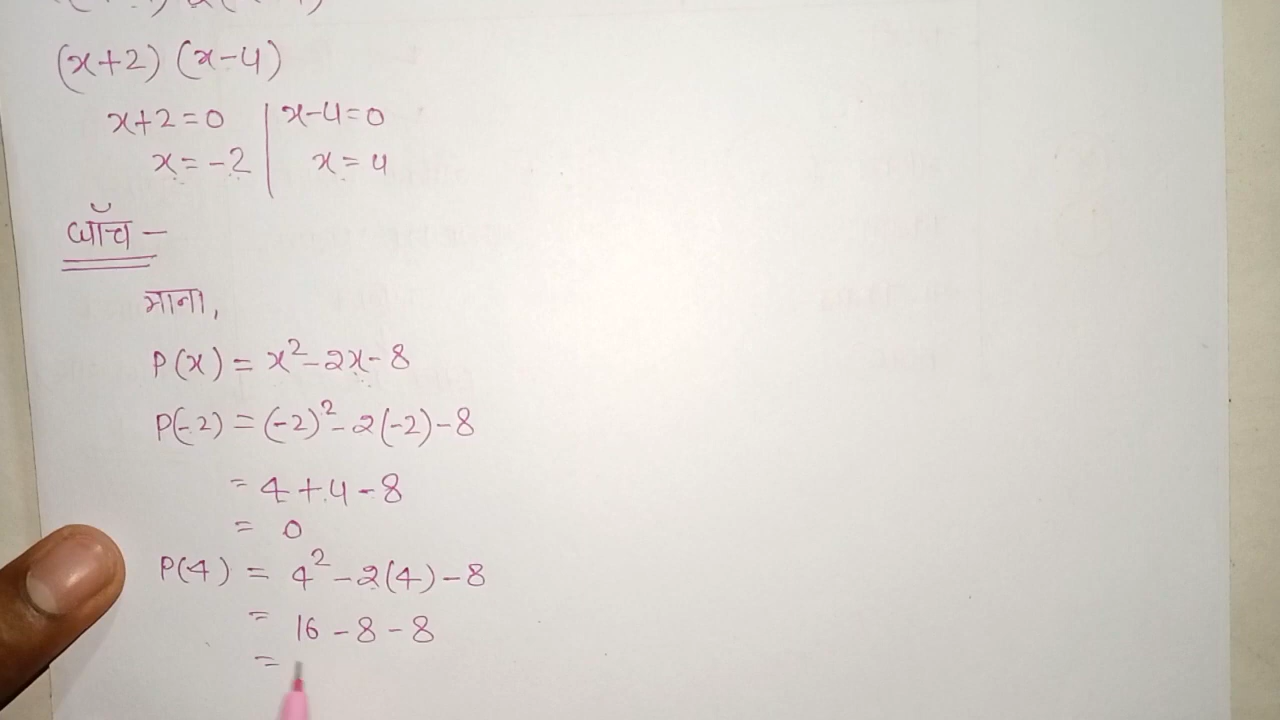 (x+2) (x-4)
x+2=0 | x-4=0
x=-2 | x=4
जाँच -
माना,
P(x) = x²-2x-8
P(-2) = (-2)²-2(-2)-8
= 4+4-8
= 0
P(4) = 4²-2(4)-8
= 16-8-8
=